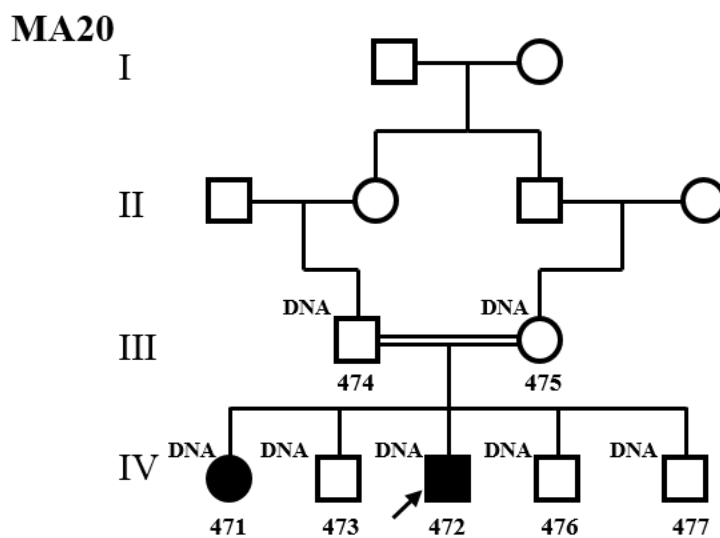 MA20
I
II
DNA DNA
III
474 475
DNA DNA DNA DNA DNA
IV
471 473 472 476 477